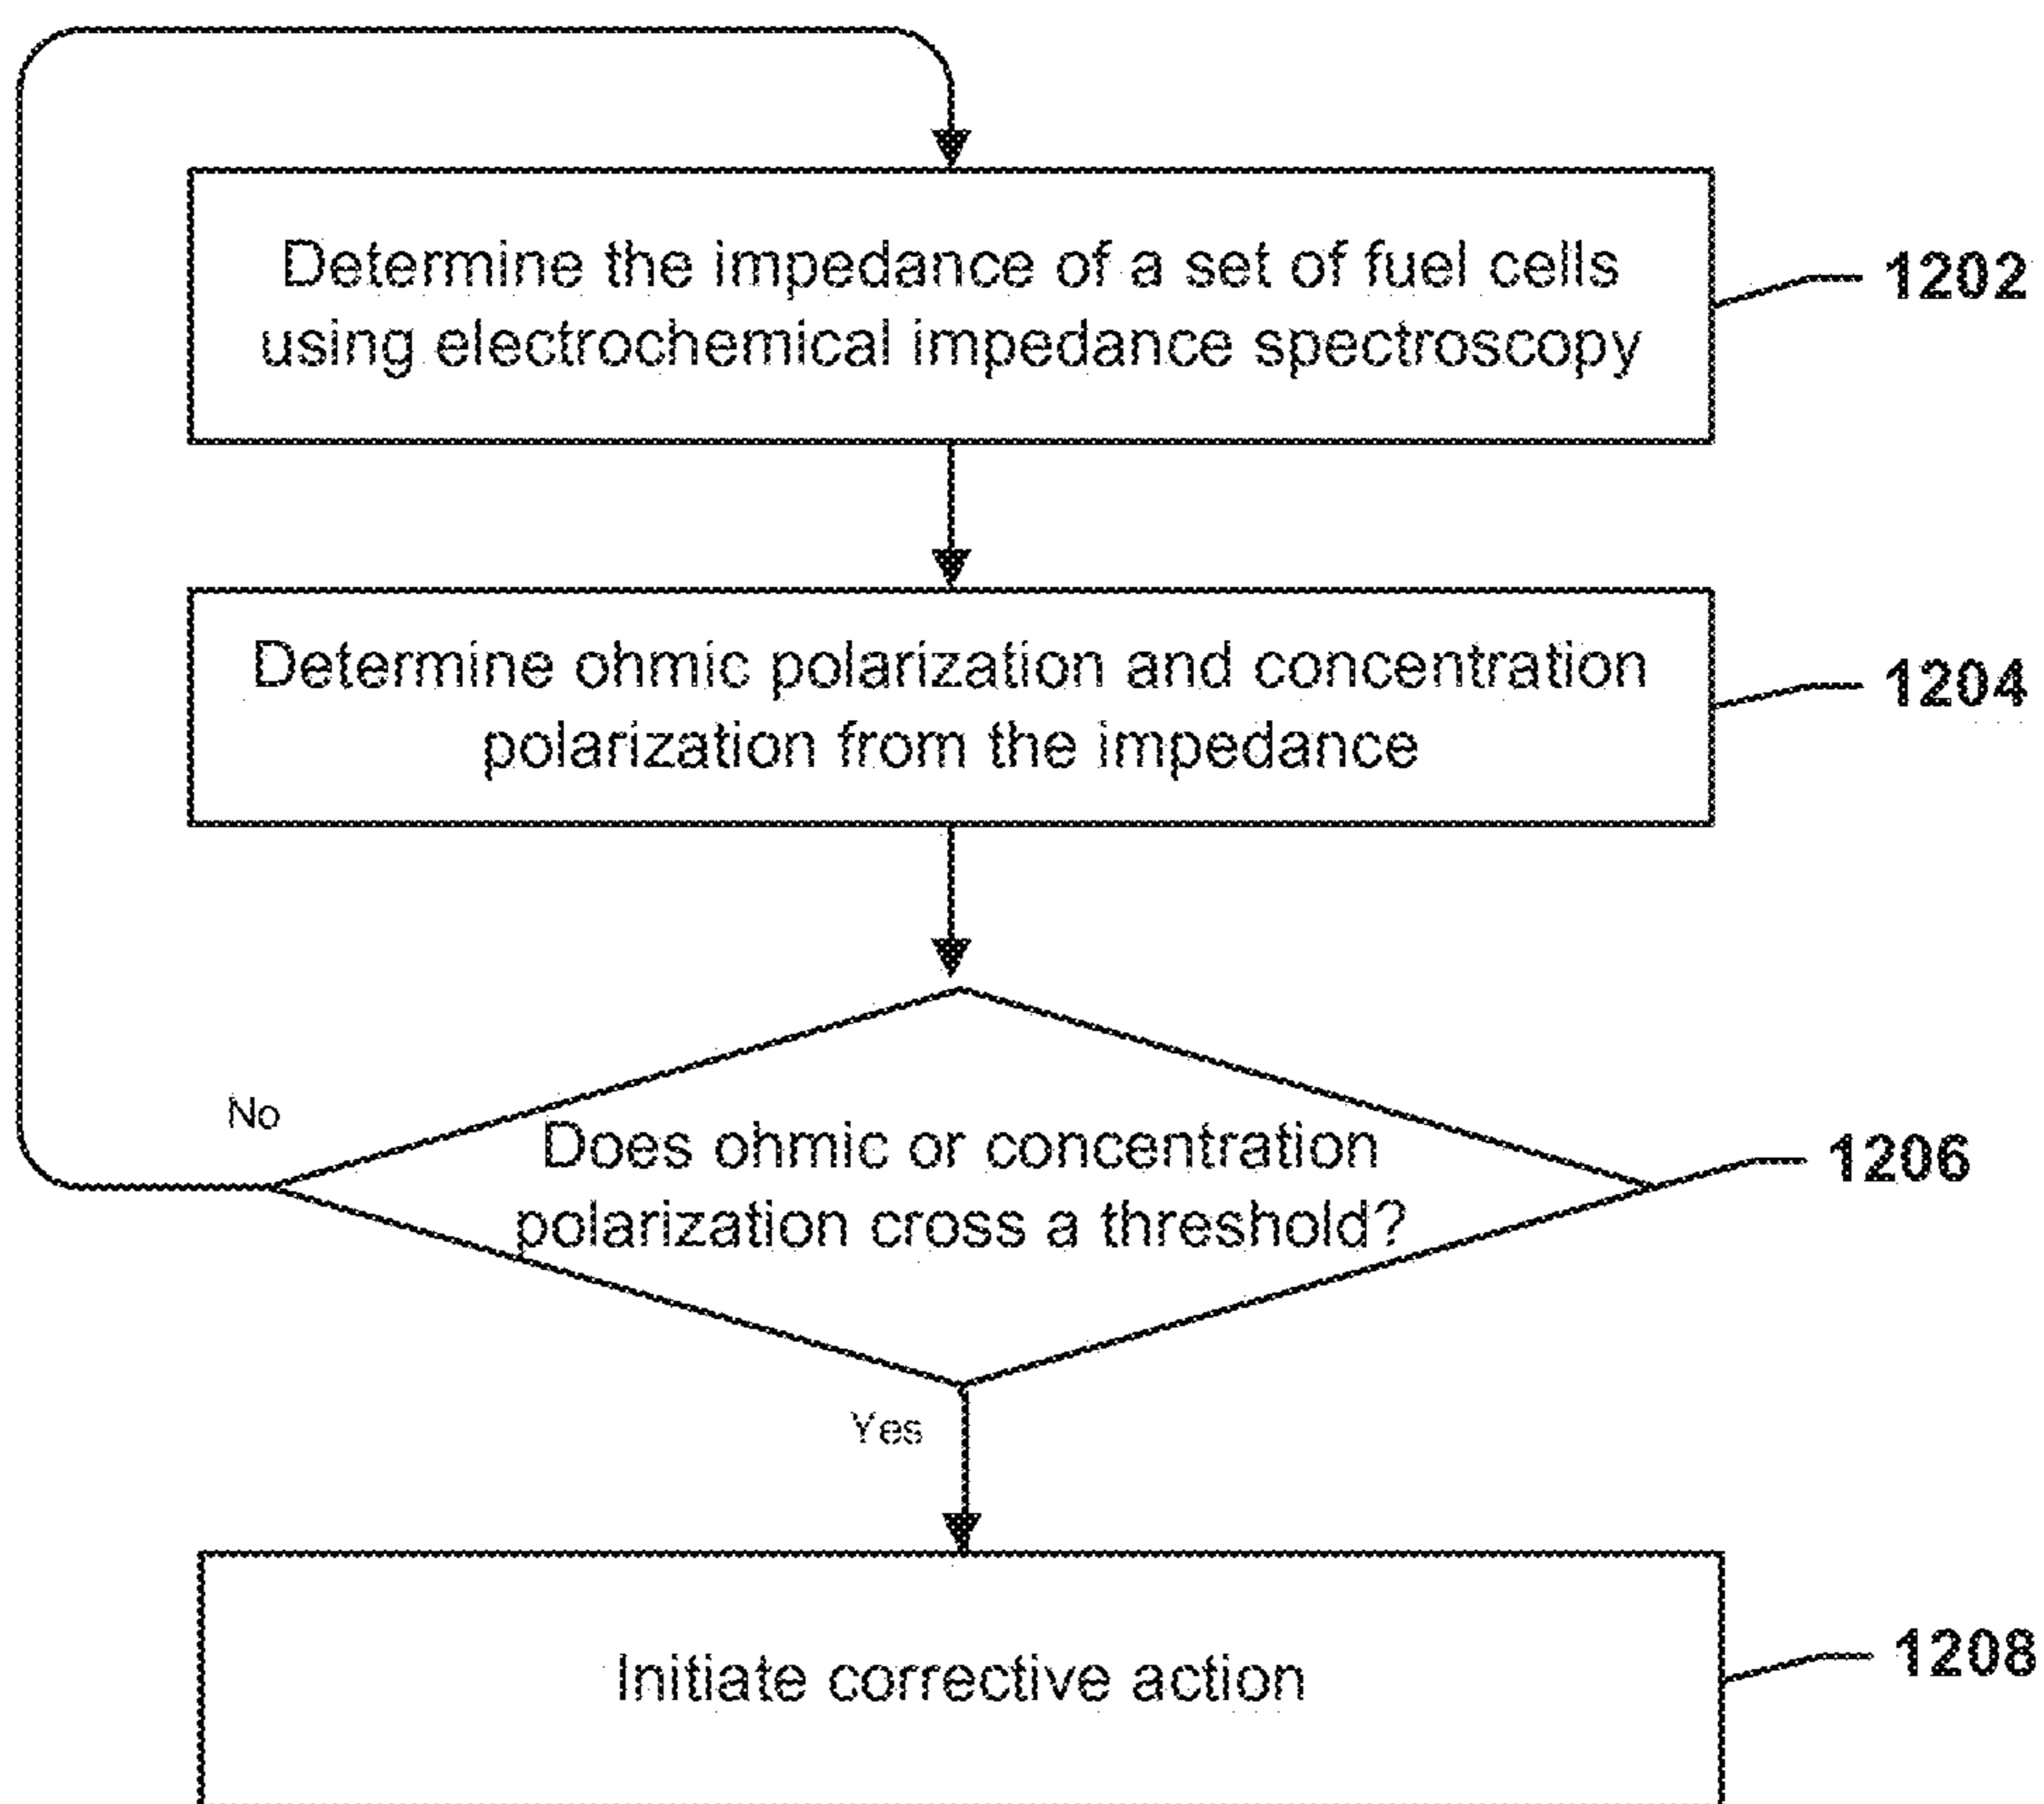 Determine the impedance of a set of fuel cells
using electrochemical impedance spectroscopy
1202
Determine ohmic polarization and concentration
polarization from the impedance
1204
No
Does ohmic or concentration
polarization cross a threshold?
1206
Yes
Initiate corrective action
1208